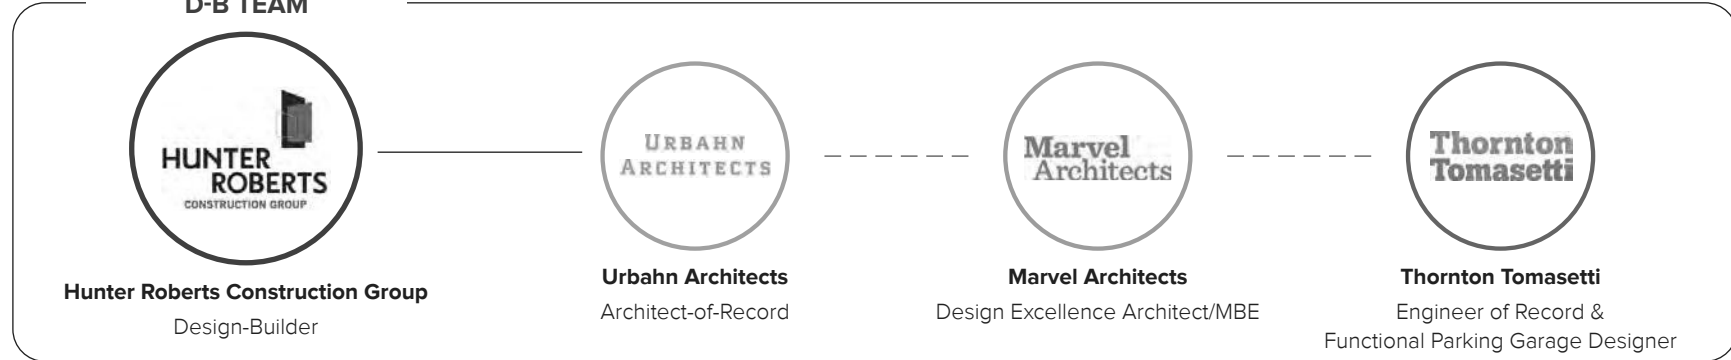 D-B TEAM
HUNTER
ROBERTS
CONSTRUCTION GROUP
URBAHN
ARCHITECTS
Marvel
Architects
Thornton
Tomasetti
Hunter Roberts Construction Group
Design-Builder
Urbahn Architects
Architect-of-Record
Marvel Architects
Design Excellence Architect/MBE
Thornton Tomasetti
Engineer of Record &
Functional Parking Garage Designer